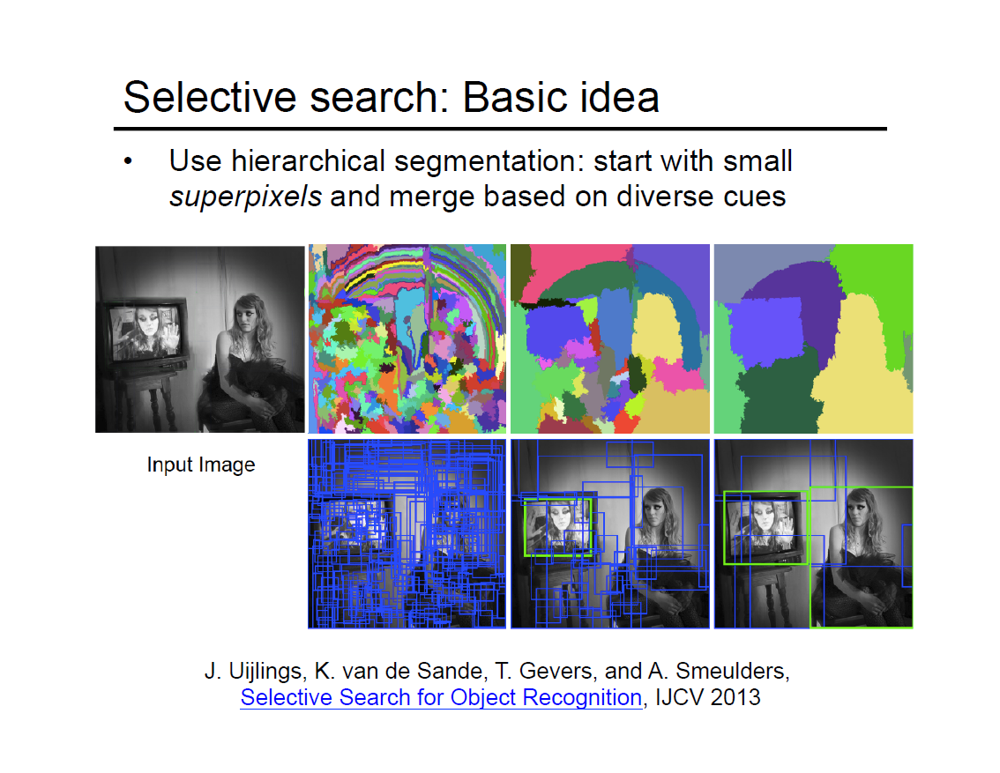 Selective search: Basic idea
• Use hierarchical segmentation: start with small
superpixels and merge based on diverse cues
Input Image
J. Uijlings, K. van de Sande, T. Gevers, and A. Smeulders,
Selective Search for Object Recognition, IJCV 2013